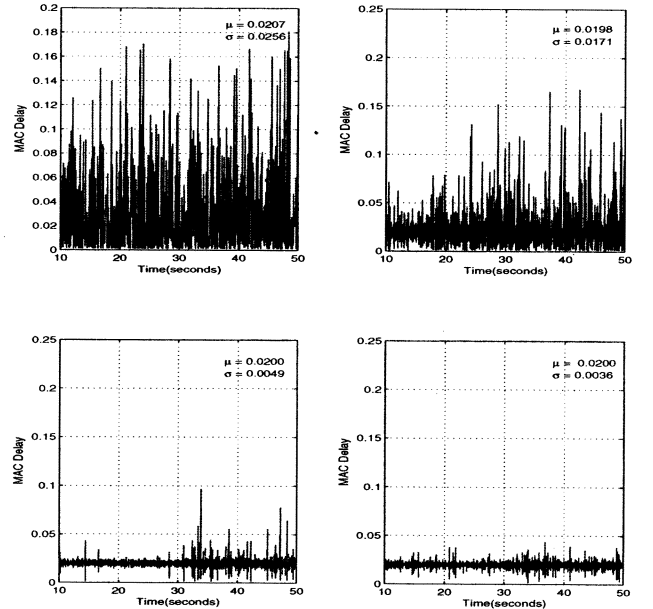 0.2
0.18
0.16
0.14
0.12
0.1
0.08
0.06
0.04
0.02
0
MAC Delay
μ = 0.0207
σ = 0.0256
10 20 30 40 50
Time(seconds)
0.25
0.2
0.15
0.1
0.05
0
MAC Delay
μ = 0.0198
σ = 0.0171
10 20 30 40 50
Time(seconds)
0.25
0.2
0.15
0.1
0.05
0
MAC Delay
μ = 0.0200
σ = 0.0049
10 20 30 40 50
Time(seconds)
0.25
0.2
0.15
0.1
0.05
0
MAC Delay
μ = 0.0200
σ = 0.0036
10 20 30 40 50
Time(seconds)